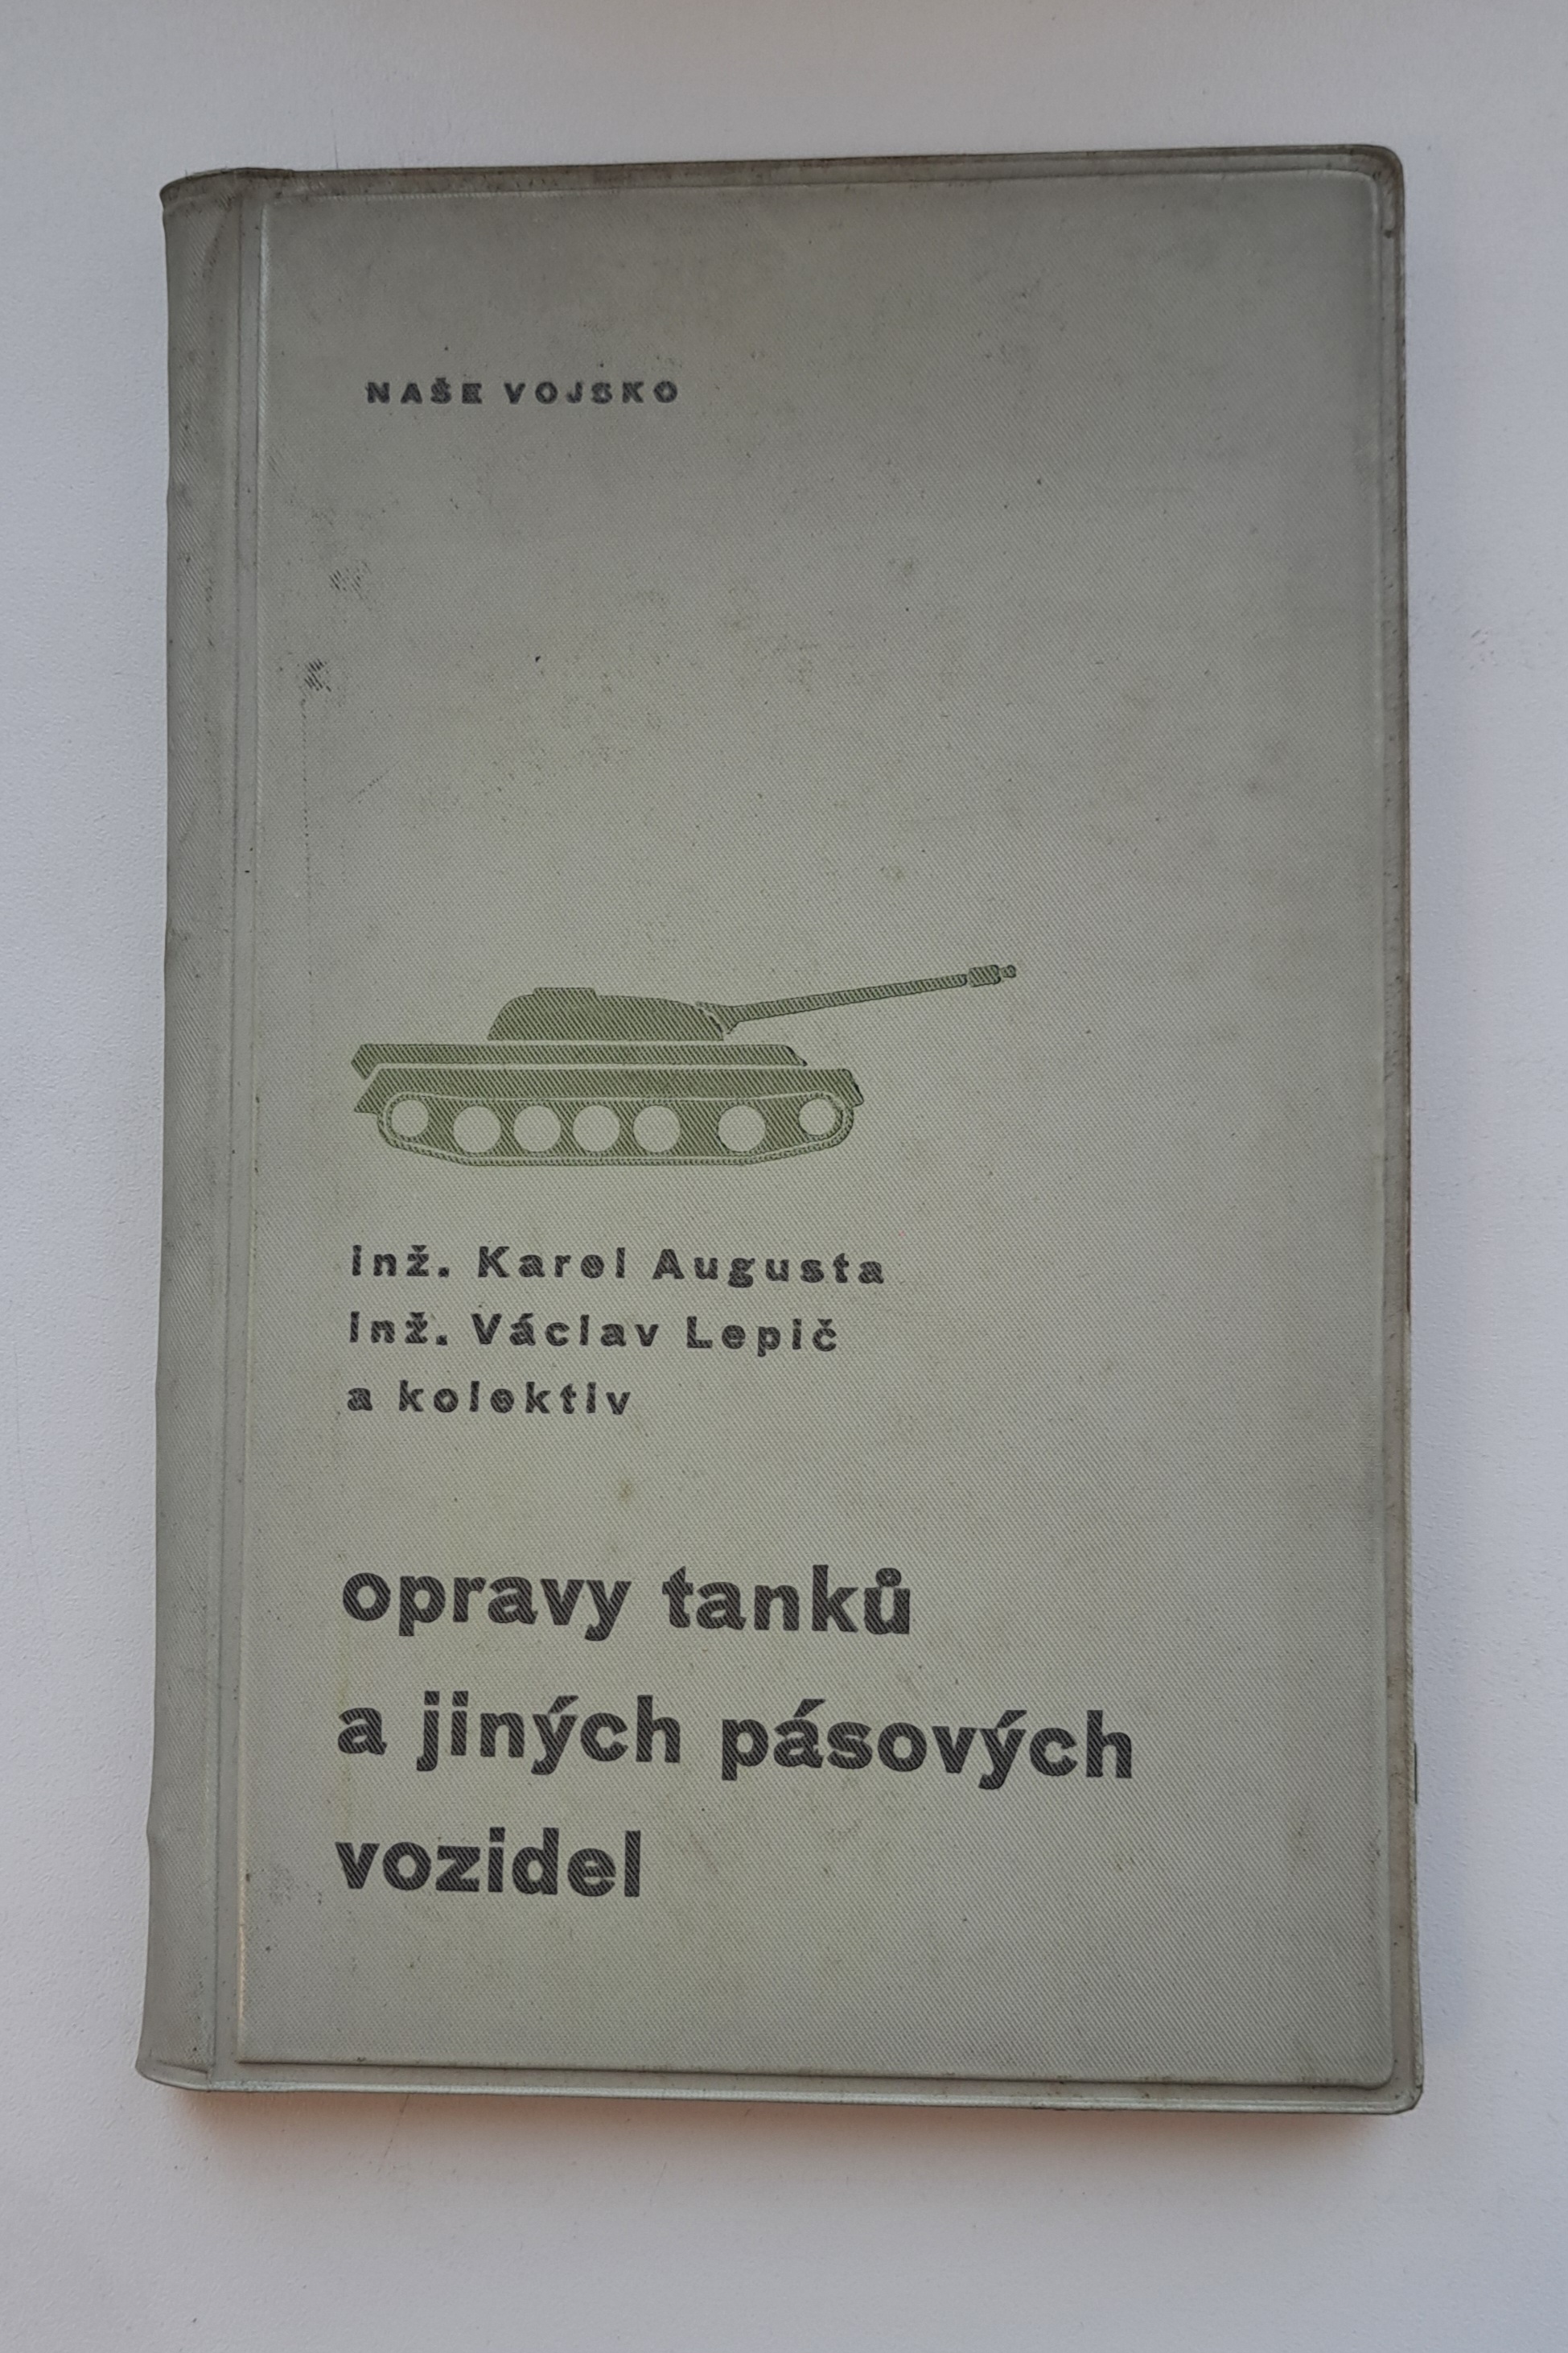 NAŠE VOJSKO
inž. Karel Augusta
inž. Václav Lepič
a kolektiv
opravy tanků
a jiných pásových
vozidel